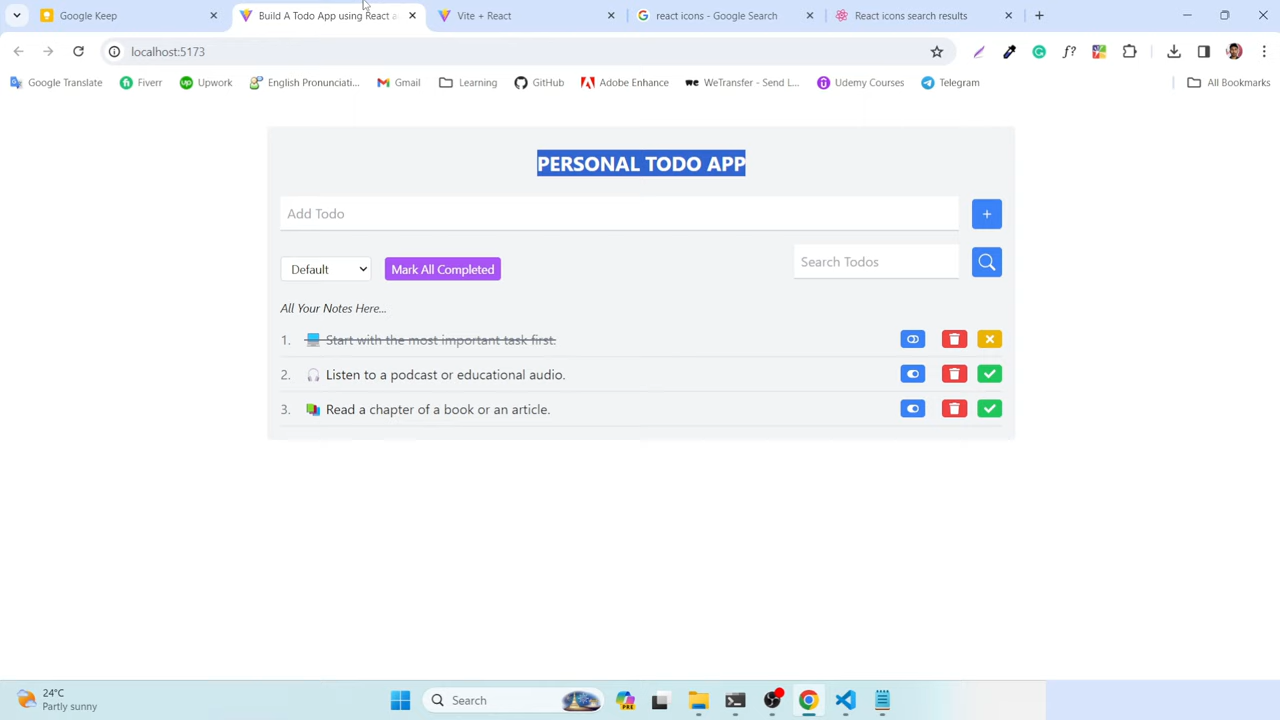 Google Keep
Build A Todo App using React a
Vite + React
react icons - Google Search
React icons search results
localhost:5173
Google Translate
Fiverr
Upwork
English Pronunciati...
Gmail
Learning
GitHub
Adobe Enhance
WeTransfer - Send L...
Udemy Courses
Telegram
All Bookmarks
PERSONAL TODO APP
Add Todo
+
Default
Mark All Completed
Search Todos
All Your Notes Here...
1. Start with the most important task first.
2. Listen to a podcast or educational audio.
3. Read a chapter of a book or an article.
24°C
Partly sunny
Search
PRE